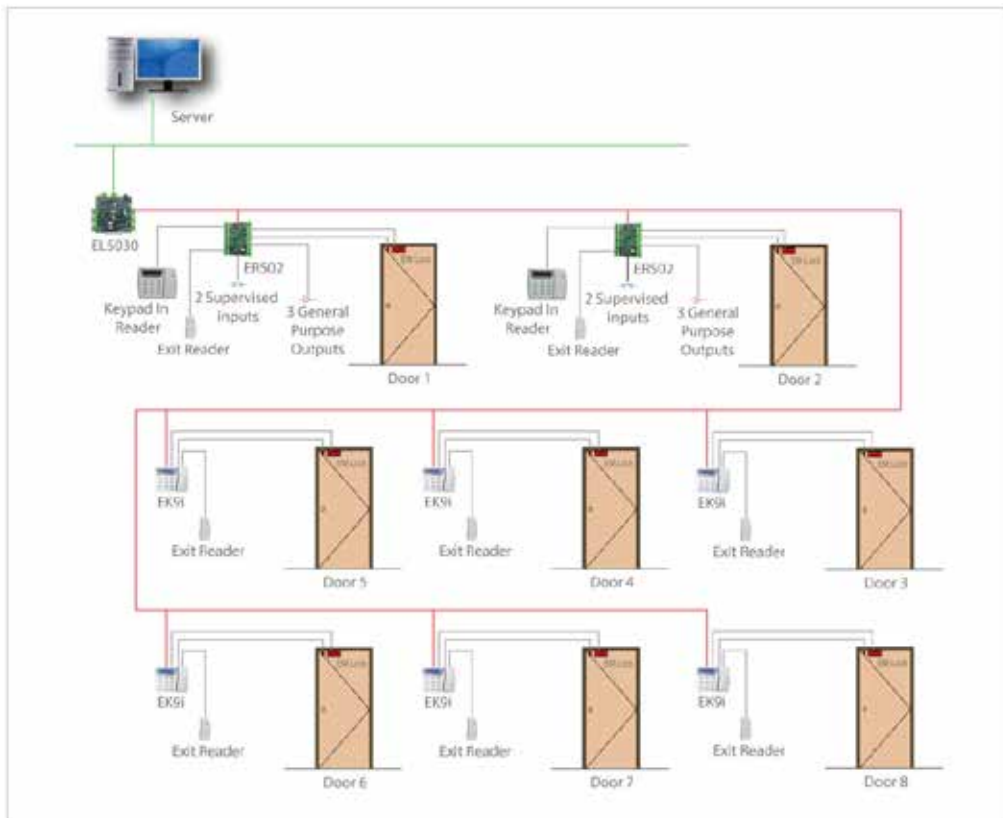 Server
EL5030
ER502
ER502
Keypad In
Reader
Exit Reader
2 Supervised
inputs
3 General
Purpose
Outputs
Door 1
Keypad In
Reader
Exit Reader
2 Supervised
inputs
3 General
Purpose
Outputs
Door 2
EK9i
Exit Reader
Door 5
EK9i
Exit Reader
Door 4
EK9i
Exit Reader
Door 3
EK9i
Exit Reader
Door 6
EK9i
Exit Reader
Door 7
EK9i
Exit Reader
Door 8